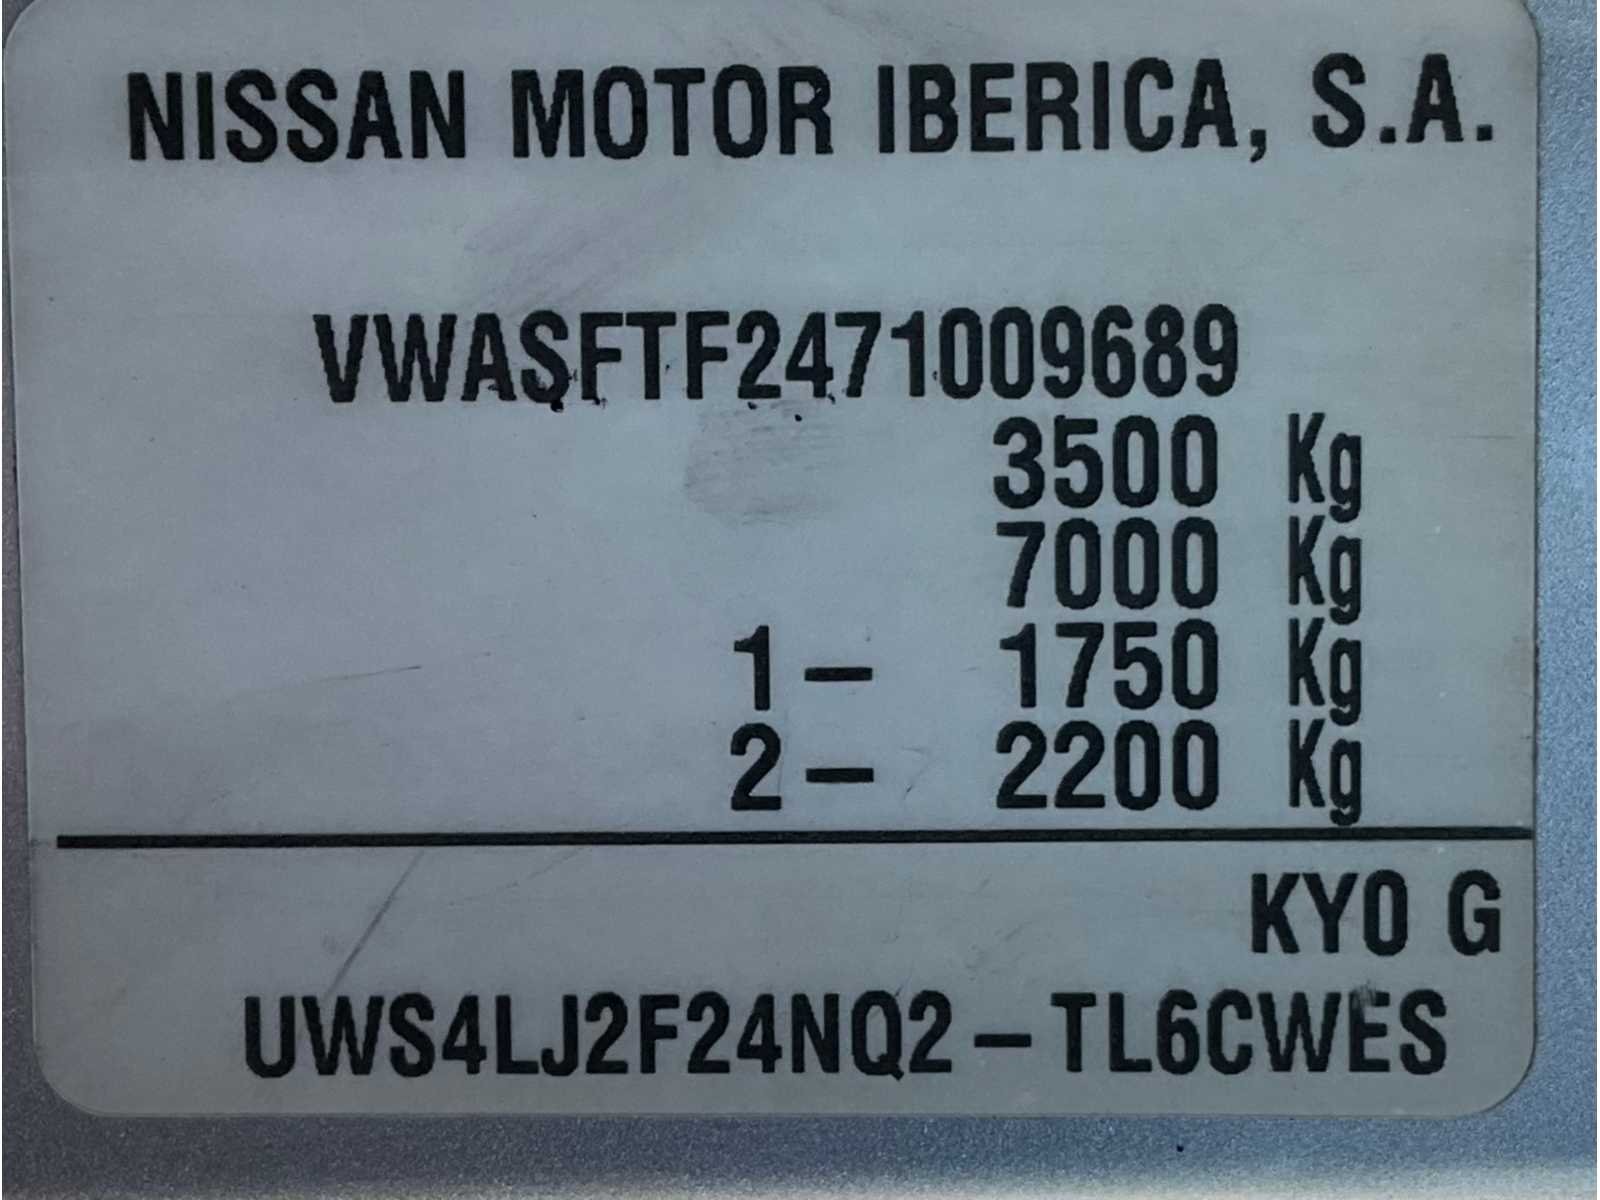 NISSAN MOTOR IBERICA, S.A.
VWASFTF2471009689
3500 Kg
7000 Kg
1- 1750 Kg
2- 2200 Kg
KY0 G
UWS4LJ2F24NQ2-TL6CWES